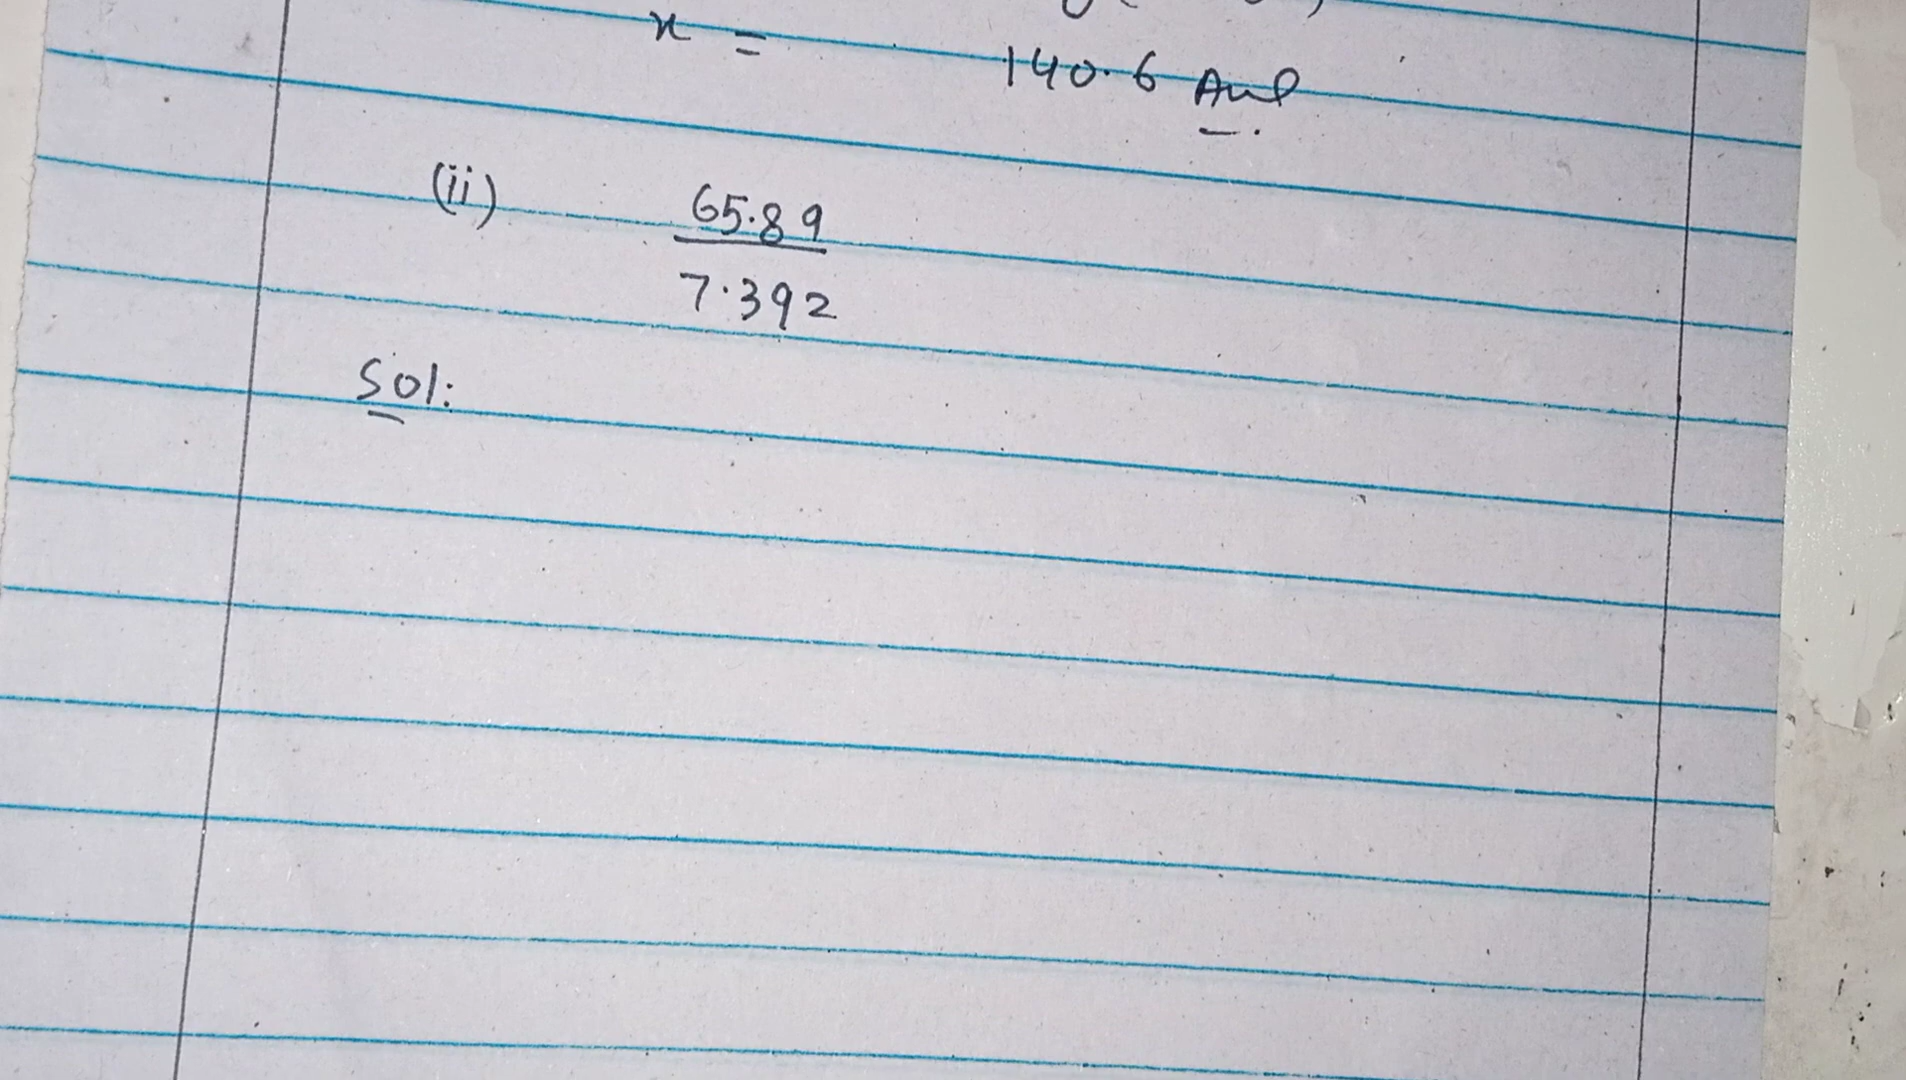 x = 140.6 Ans.
(ii) 65.89
7.392
Sol: